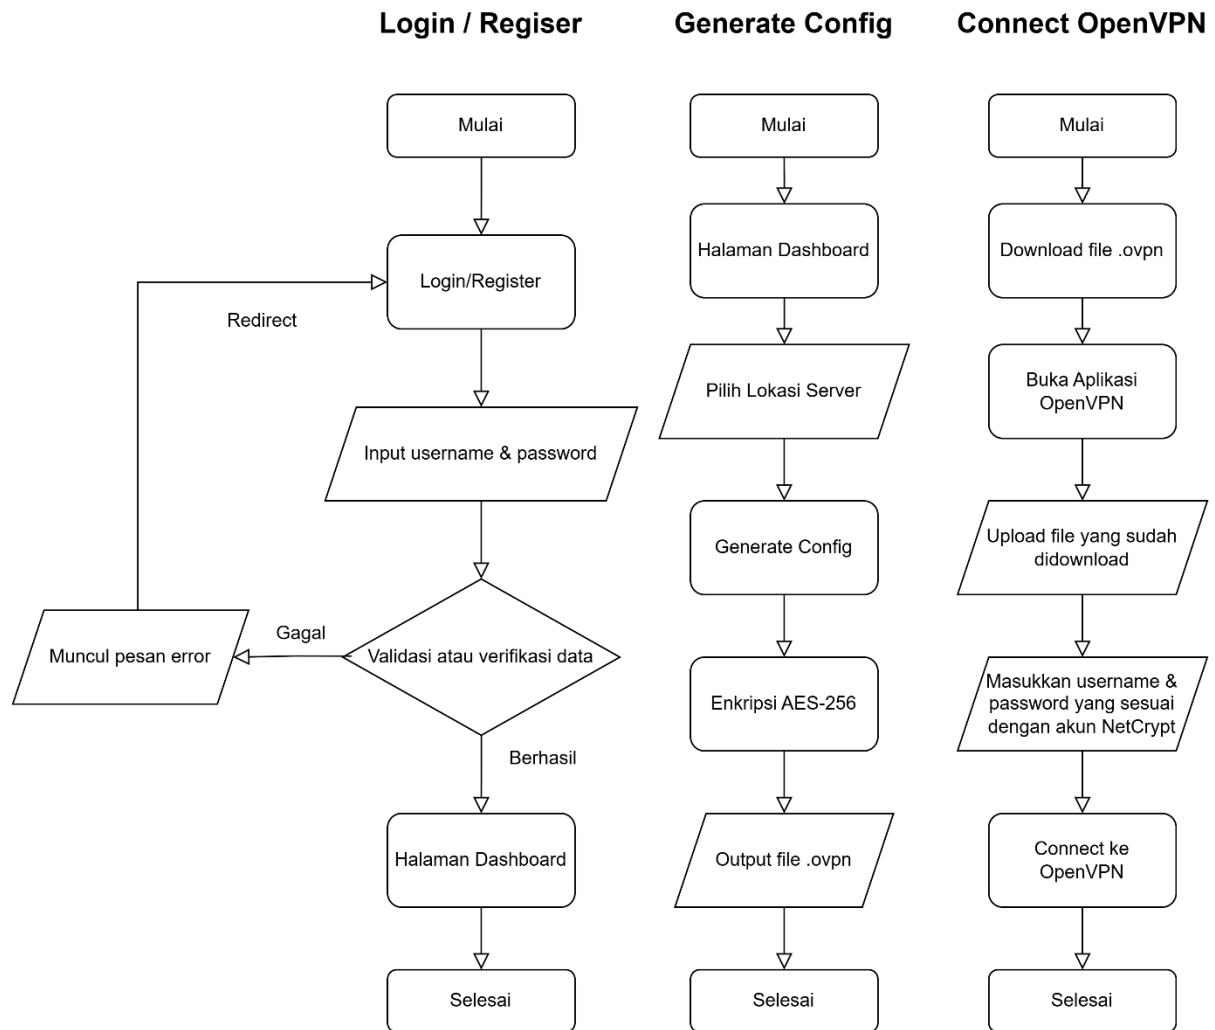 Login / Regiser
Mulai
Login/Register
Redirect
Input username & password
Validasi atau verifikasi data
Gagal
Muncul pesan error
Berhasil
Halaman Dashboard
Selesai
Generate Config
Mulai
Halaman Dashboard
Pilih Lokasi Server
Generate Config
Enkripsi AES-256
Output file .ovpn
Selesai
Connect OpenVPN
Mulai
Download file .ovpn
Buka Aplikasi
OpenVPN
Upload file yang sudah
didownload
Masukkan username &
password yang sesuai
dengan akun NetCrypt
Connect ke
OpenVPN
Selesai